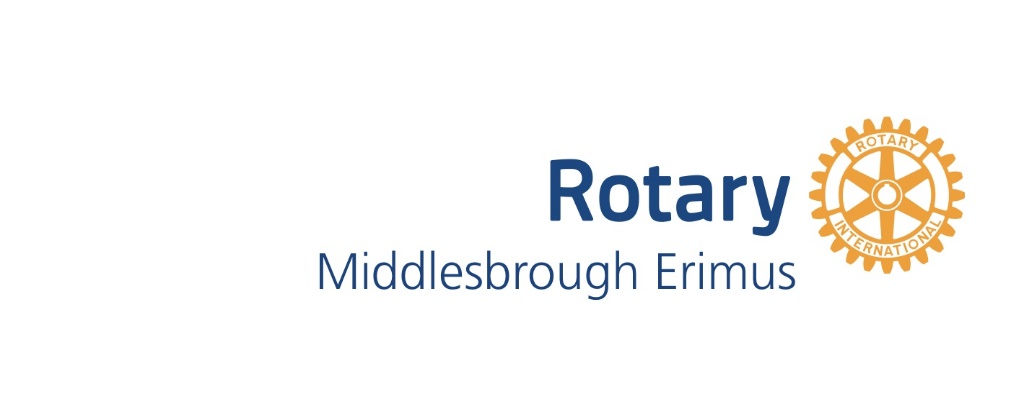 Rotary
Middlesbrough Erimus
ROTARY
INTERNATIONAL